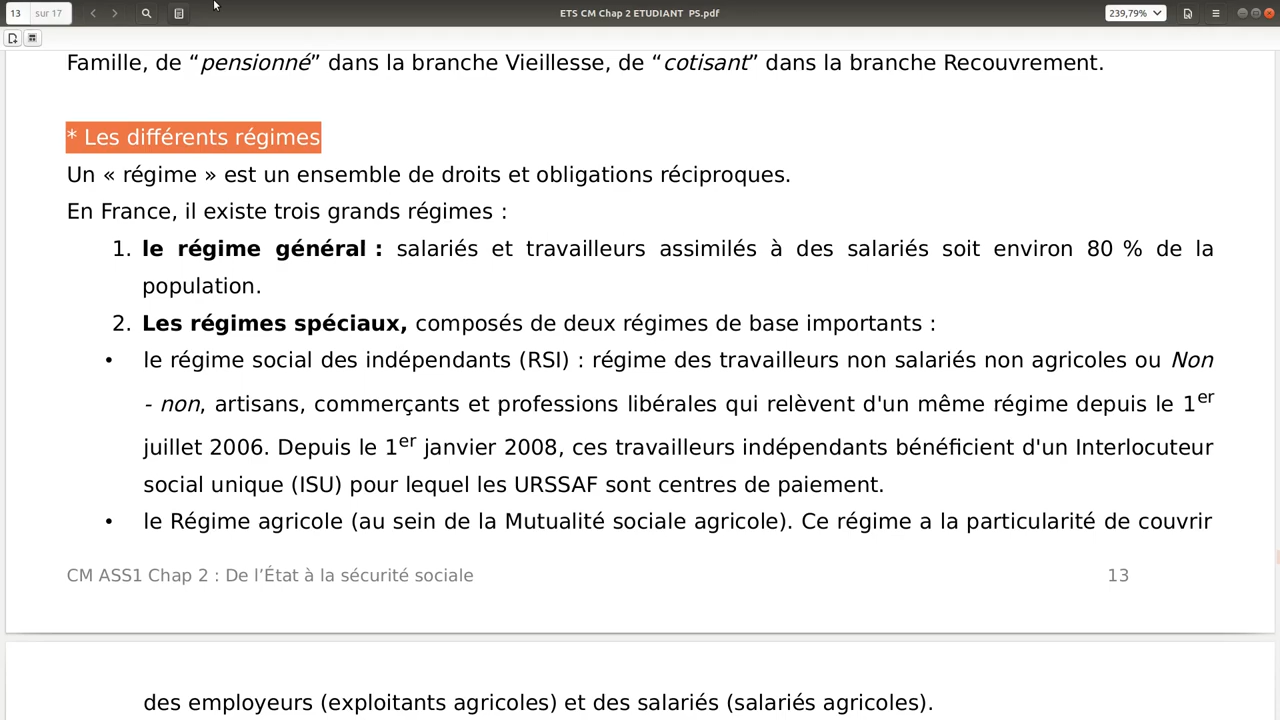 13 sur 17
ETS CM Chap 2 ETUDIANT PS.pdf
239,79%
Famille, de “pensionné” dans la branche Vieillesse, de “cotisant” dans la branche Recouvrement.
* Les différents régimes
Un « régime » est un ensemble de droits et obligations réciproques.
En France, il existe trois grands régimes :
1. le régime général : salariés et travailleurs assimilés à des salariés soit environ 80 % de la
population.
2. Les régimes spéciaux, composés de deux régimes de base importants :
• le régime social des indépendants (RSI) : régime des travailleurs non salariés non agricoles ou Non
- non, artisans, commerçants et professions libérales qui relèvent d'un même régime depuis le 1er
juillet 2006. Depuis le 1er janvier 2008, ces travailleurs indépendants bénéficient d'un Interlocuteur
social unique (ISU) pour lequel les URSSAF sont centres de paiement.
• le Régime agricole (au sein de la Mutualité sociale agricole). Ce régime a la particularité de couvrir
CM ASS1 Chap 2 : De l’État à la sécurité sociale 13
des employeurs (exploitants agricoles) et des salariés (salariés agricoles).